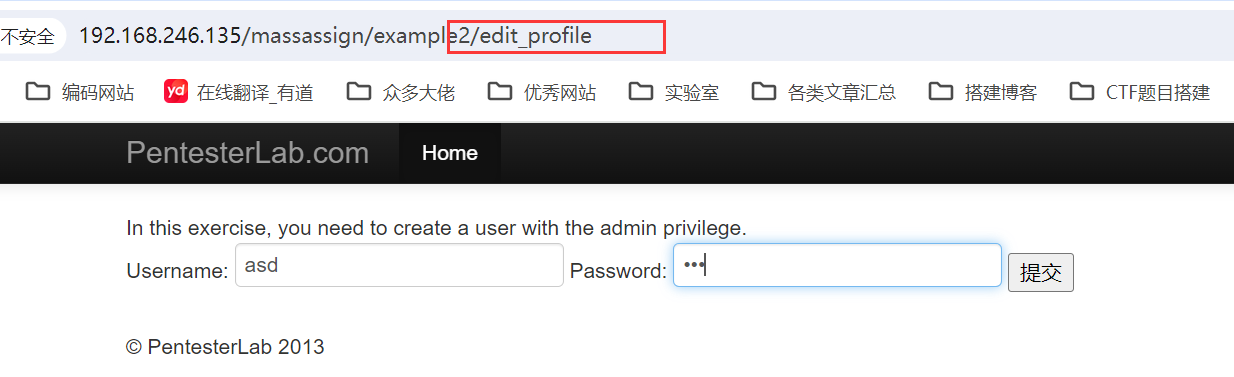 不安全 192.168.246.135/massassign/example2/edit_profile
编码网站 yd 在线翻译_有道 众多大佬 优秀网站 实验室 各类文章汇总 搭建博客 CTF题目搭建
PentesterLab.com Home
In this exercise, you need to create a user with the admin privilege.
Username: asd Password: ••• 提交
© PentesterLab 2013